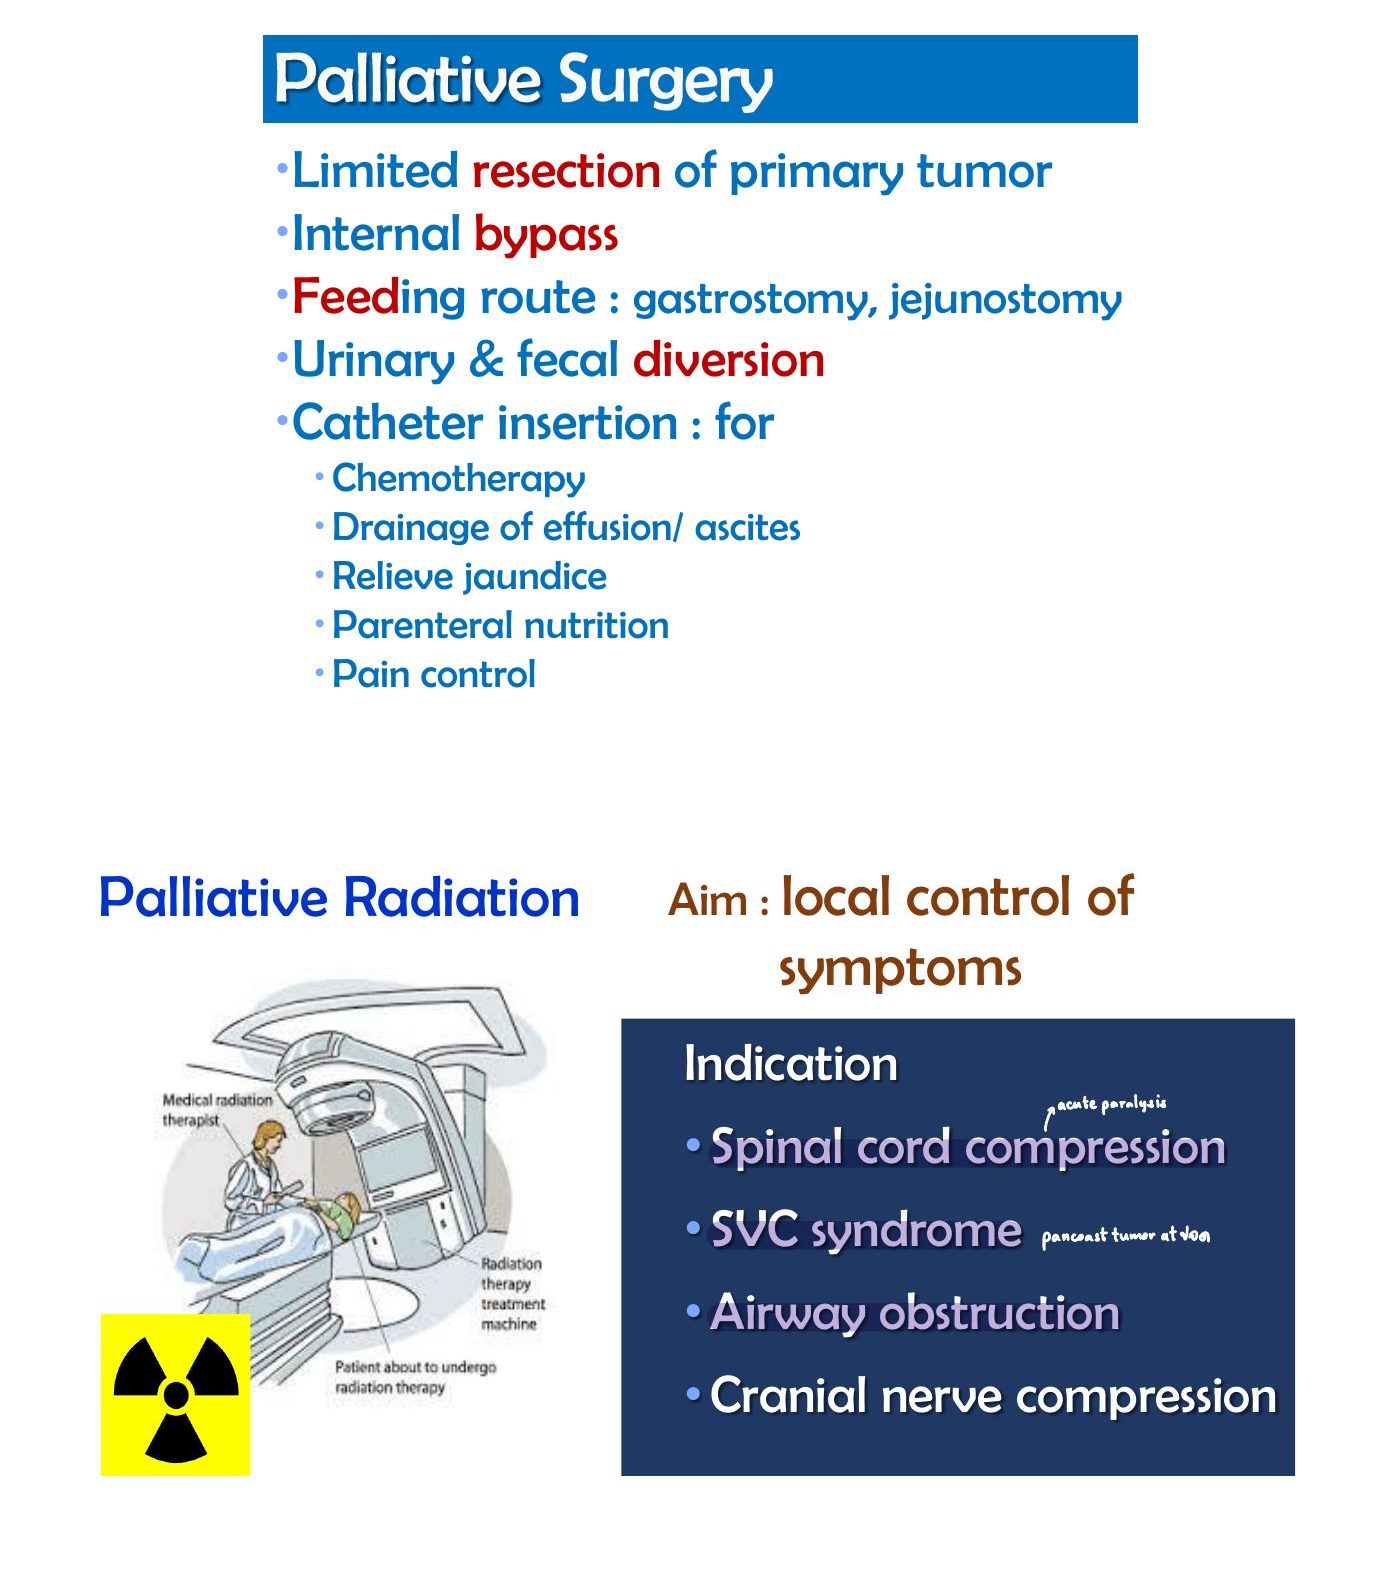 Palliative Surgery
•Limited resection of primary tumor
•Internal bypass
•Feeding route : gastrostomy, jejunostomy
•Urinary & fecal diversion
•Catheter insertion : for
• Chemotherapy
• Drainage of effusion/ ascites
• Relieve jaundice
• Parenteral nutrition
• Pain control
Palliative Radiation
Medical radiation
therapist
Radiation
therapy
treatment
machine
Patient about to undergo
radiation therapy
Aim : local control of
symptoms
Indication
acute paralysis
• Spinal cord compression
• SVC syndrome pancoast tumor at
• Airway obstruction
• Cranial nerve compression